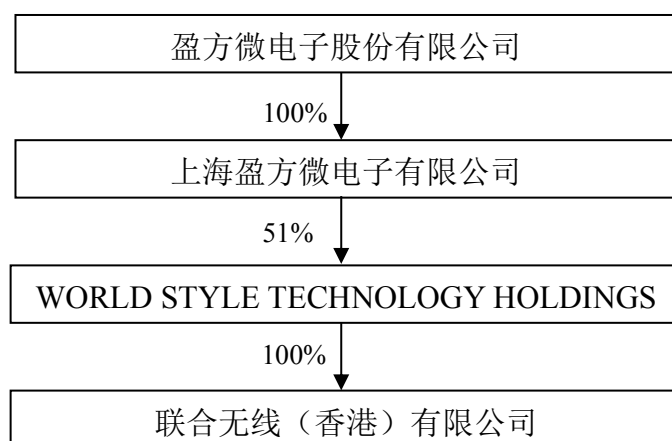 盈方微电子股份有限公司
100%
上海盈方微电子有限公司
51%
WORLD STYLE TECHNOLOGY HOLDINGS
100%
联合无线（香港）有限公司